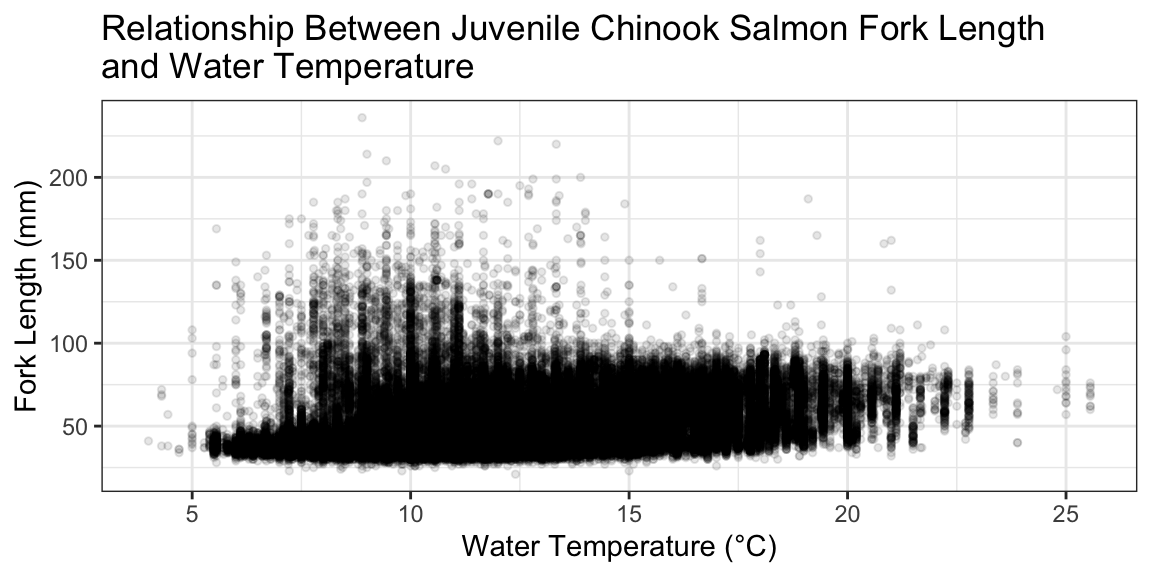 Relationship Between Juvenile Chinook Salmon Fork Length
and Water Temperature
Fork Length (mm)
200
150
100
50
5
10
15
20
25
Water Temperature (°C)